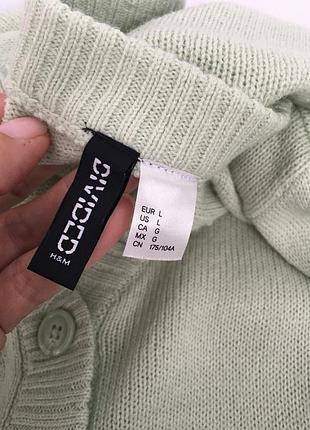 DIVIDED
H&M
EUR L
US L
CA G
MX G
CN 175/104A